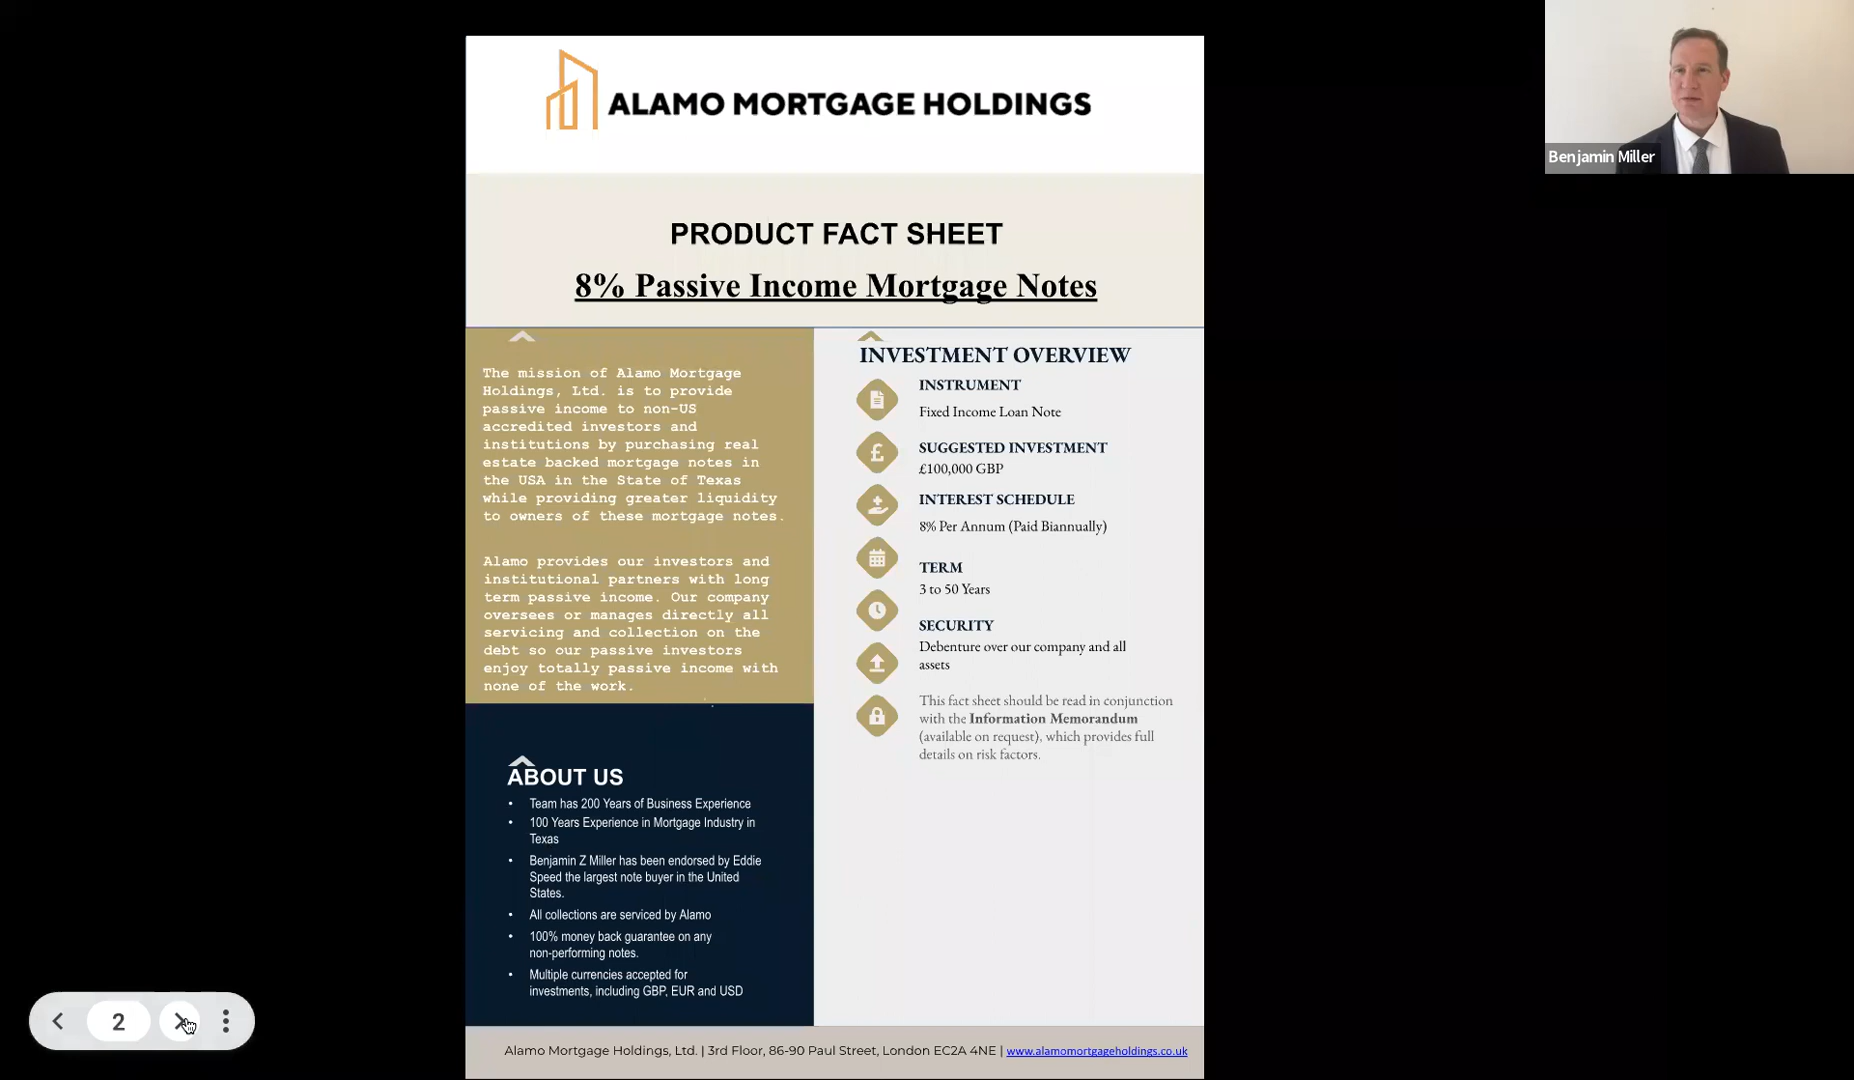 ALAMO MORTGAGE HOLDINGS
Benjamin Miller
PRODUCT FACT SHEET
8% Passive Income Mortgage Notes
The mission of Alamo Mortgage
Holdings, Ltd. is to provide
passive income to non-US
accredited investors and
institutions by purchasing real
estate backed mortgage notes in
the USA in the State of Texas
while providing greater liquidity
to owners of these mortgage notes.
Alamo provides our investors and
institutional partners with long
term passive income. Our company
oversees or manages directly all
servicing and collection on the
debt so our passive investors
enjoy totally passive income with
none of the work.
ABOUT US
• Team has 200 Years of Business Experience
• 100 Years Experience in Mortgage Industry in
Texas
• Benjamin Z Miller has been endorsed by Eddie
Speed the largest note buyer in the United
States.
• All collections are serviced by Alamo
• 100% money back guarantee on any
non-performing notes.
• Multiple currencies accepted for
investments, including GBP, EUR and USD
INVESTMENT OVERVIEW
INSTRUMENT
Fixed Income Loan Note
£
SUGGESTED INVESTMENT
£100,000 GBP
INTEREST SCHEDULE
8% Per Annum (Paid Biannually)
TERM
3 to 50 Years
SECURITY
Debenture over our company and all
assets
This fact sheet should be read in conjunction
with the Information Memorandum
(available on request), which provides full
details on risk factors.
2
Alamo Mortgage Holdings, Ltd. | 3rd Floor, 86-90 Paul Street, London EC2A 4NE | www.alamomortgageholdings.co.uk